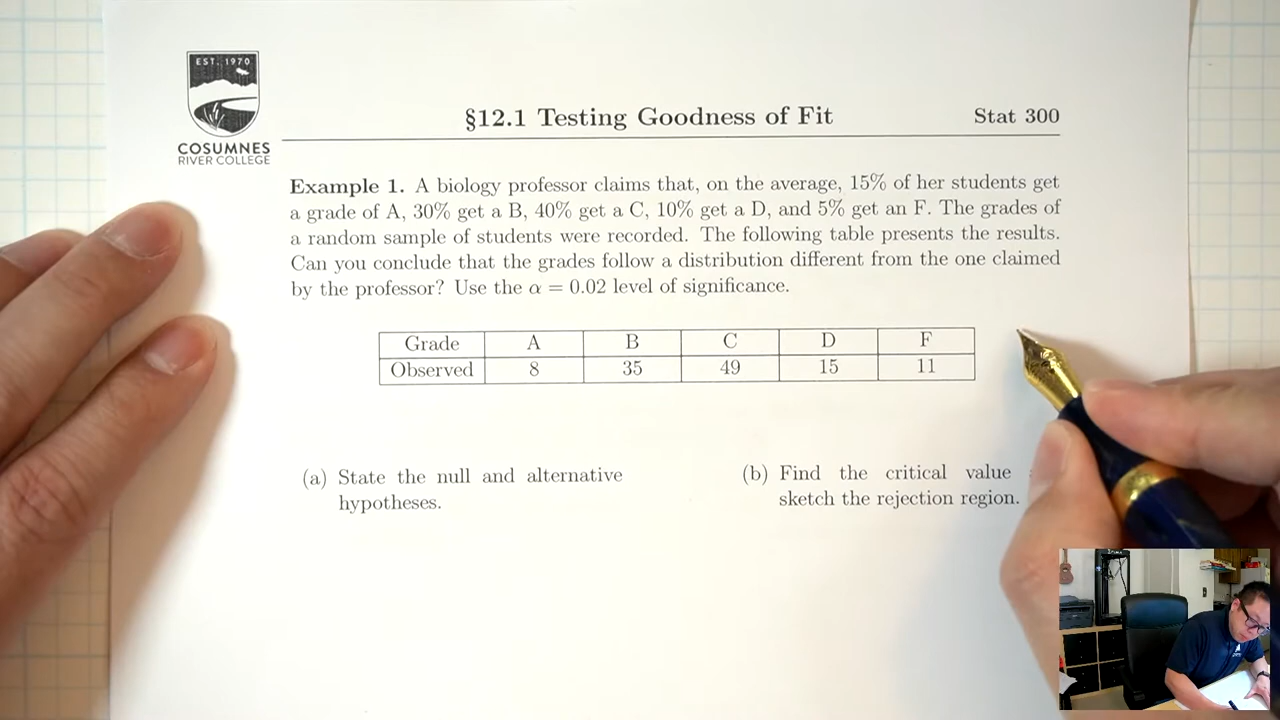 EST. 1970
COSUMNES
RIVER COLLEGE
§12.1 Testing Goodness of Fit
Stat 300
Example 1. A biology professor claims that, on the average, 15% of her students get
a grade of A, 30% get a B, 40% get a C, 10% get a D, and 5% get an F. The grades of
a random sample of students were recorded. The following table presents the results.
Can you conclude that the grades follow a distribution different from the one claimed
by the professor? Use the α = 0.02 level of significance.
Grade A B C D F
Observed 8 35 49 15 11
(a) State the null and alternative
hypotheses.
(b) Find the critical value
sketch the rejection region.